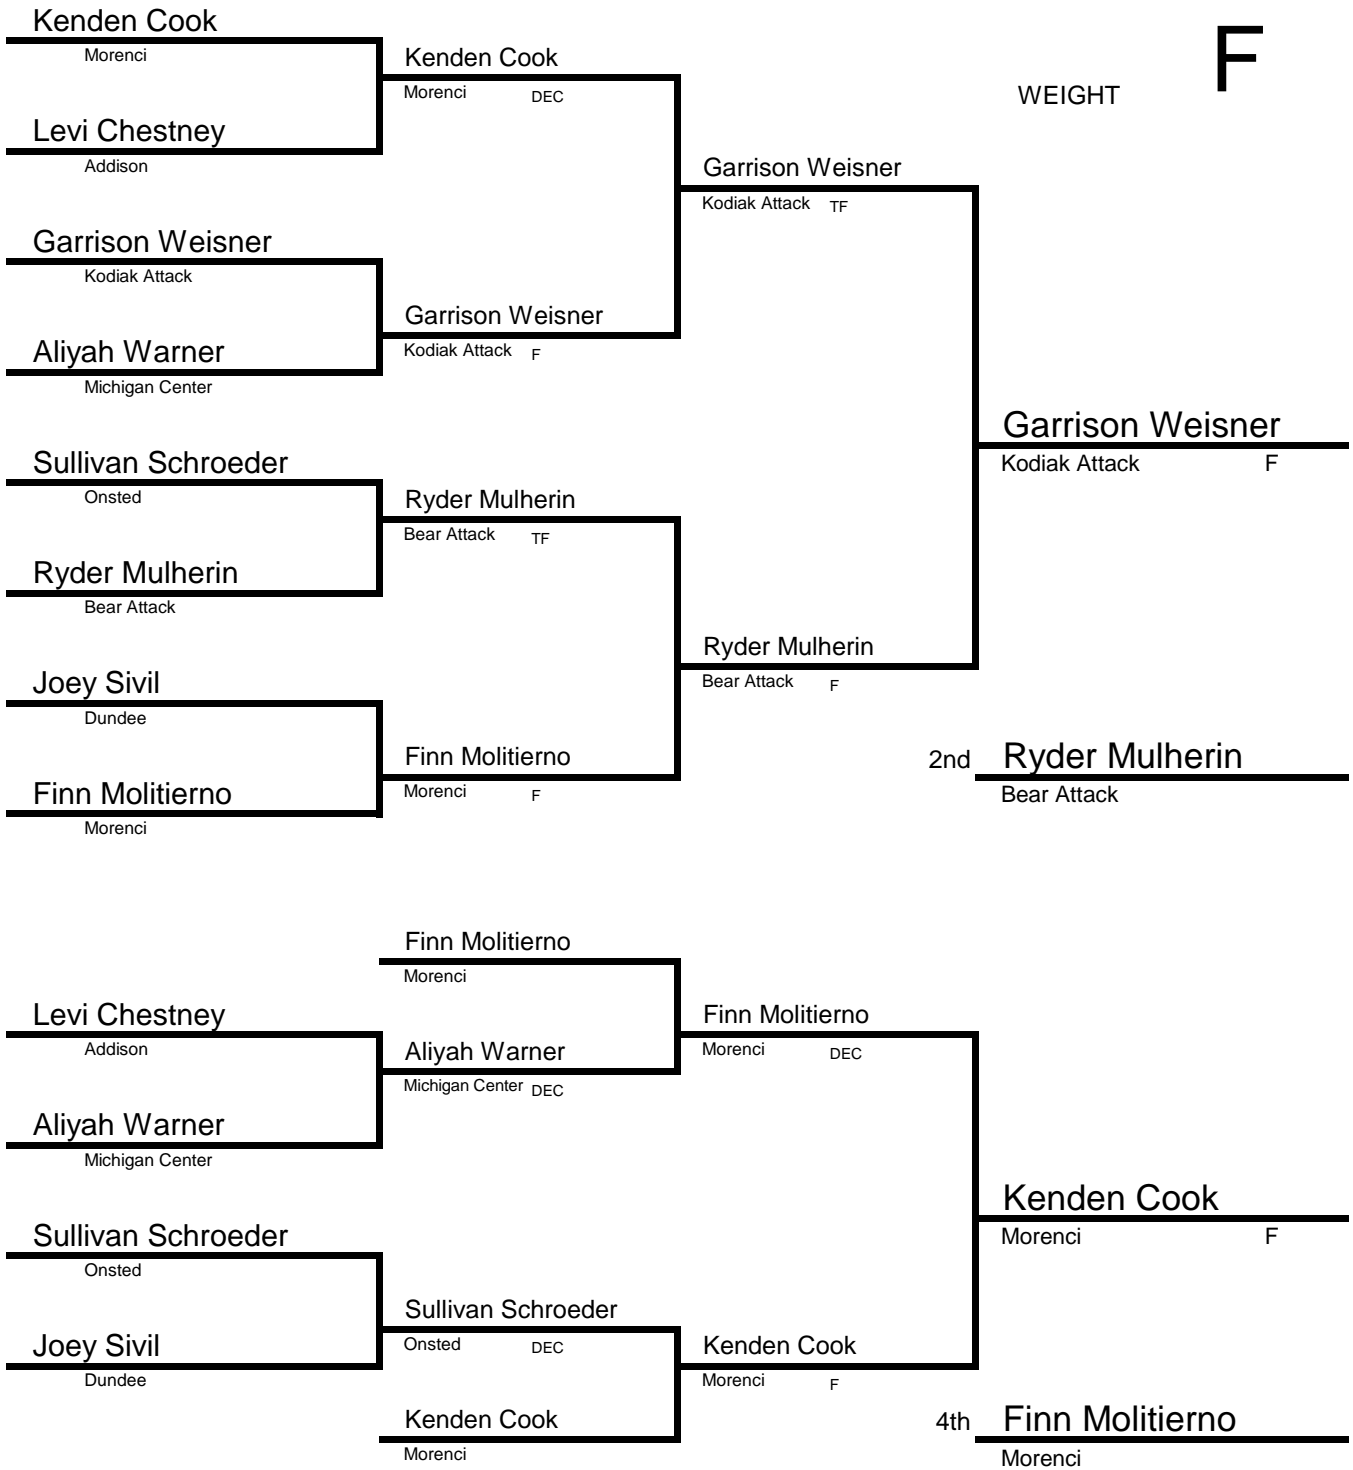 Kenden Cook
Morenci
Kenden Cook
Morenci DEC
F
WEIGHT
Levi Chestney
Addison
Garrison Weisner
Kodiak Attack TF
Garrison Weisner
Kodiak Attack
Garrison Weisner
Kodiak Attack F
Aliyah Warner
Michigan Center
Garrison Weisner
Kodiak Attack F
Sullivan Schroeder
Onsted
Ryder Mulherin
Bear Attack TF
Ryder Mulherin
Bear Attack
Ryder Mulherin
Bear Attack F
Joey Sivil
Dundee
Finn Molitierno
Morenci F
2nd Ryder Mulherin
Bear Attack
Finn Molitierno
Morenci
Finn Molitierno
Morenci
Levi Chestney
Addison
Finn Molitierno
Morenci DEC
Aliyah Warner
Michigan Center DEC
Aliyah Warner
Michigan Center
Kenden Cook
Morenci F
Sullivan Schroeder
Onsted
Sullivan Schroeder
Onsted DEC
Joey Sivil
Dundee
Kenden Cook
Morenci F
Kenden Cook
Morenci
4th Finn Molitierno
Morenci